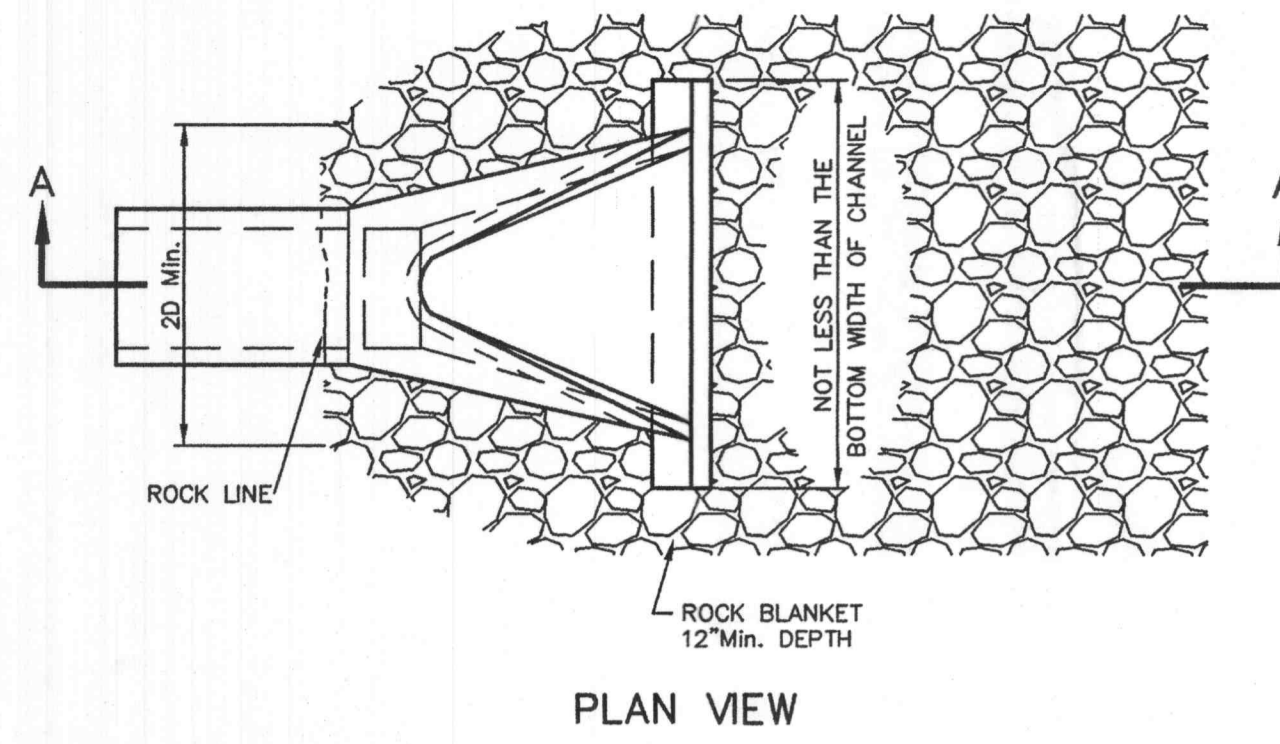 A
2D Min.
NOT LESS THAN THE
BOTTOM WIDTH OF CHANNEL
ROCK LINE
ROCK BLANKET
12"Min. DEPTH
PLAN VIEW